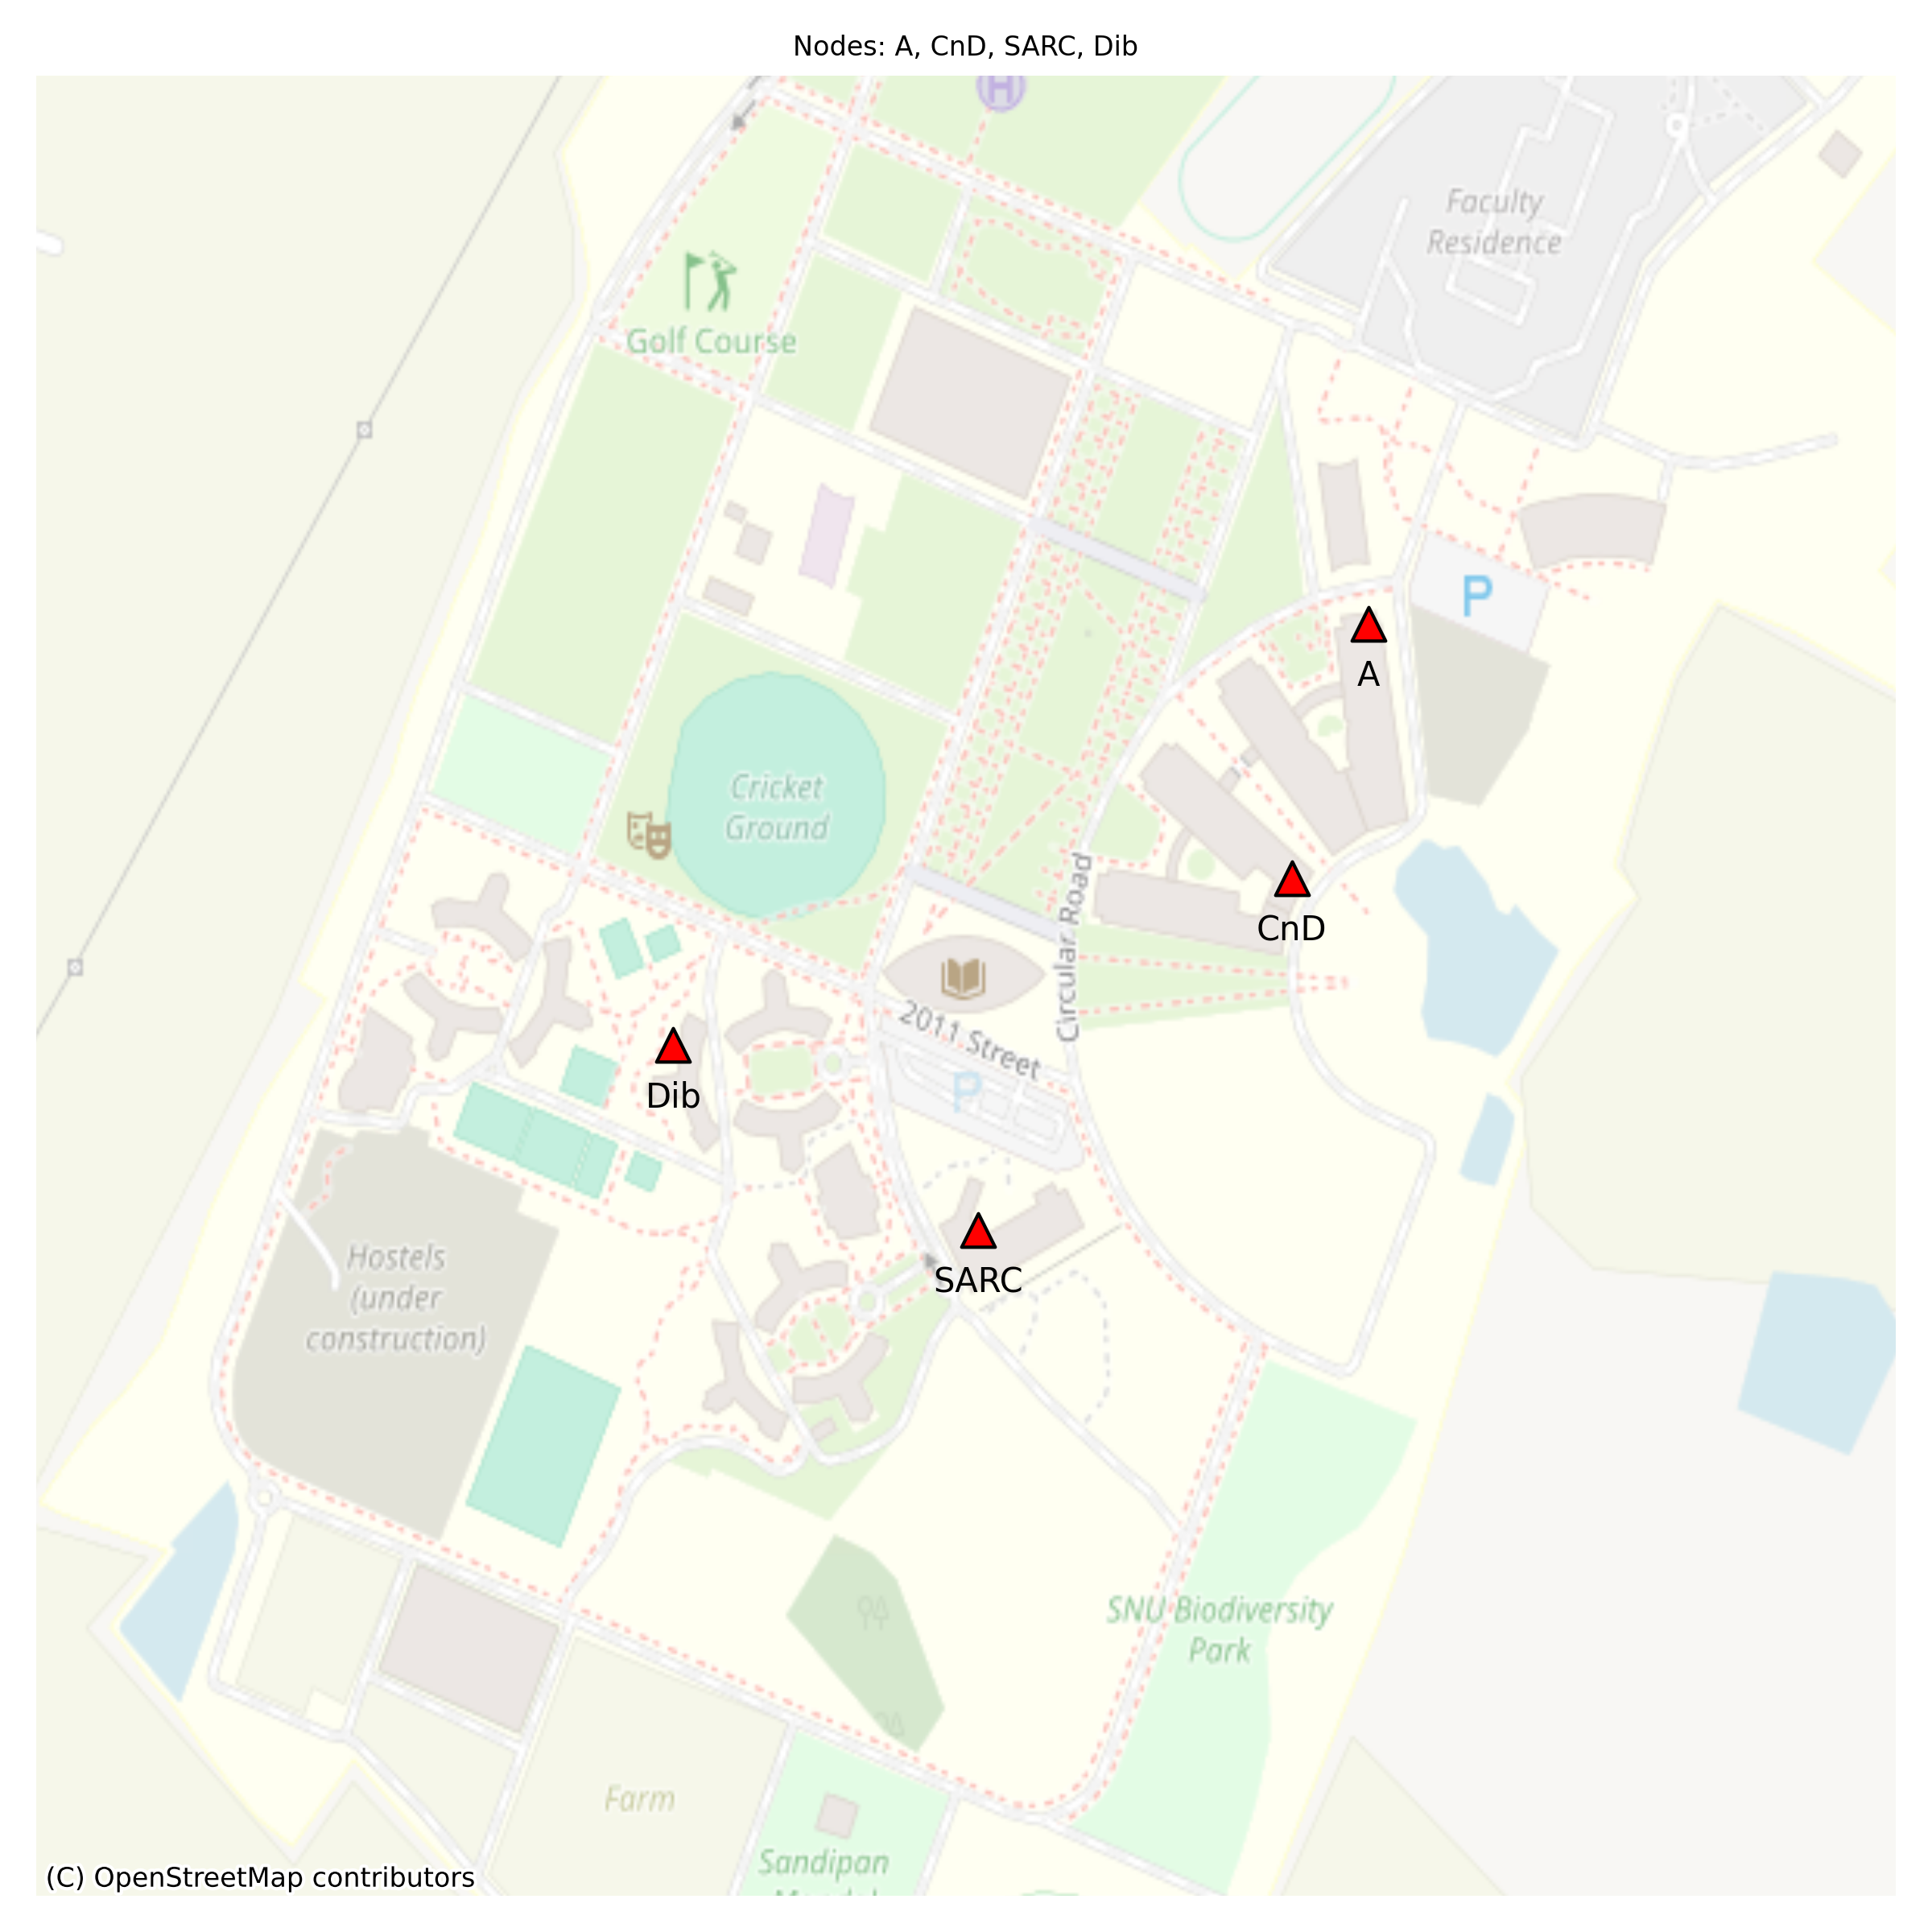 Nodes: A, CnD, SARC, Dib
H
Faculty
Residence
Golf Course
P
A
Cricket
Ground
CnD
Circular Road
2011 Street
P
Dib
SARC
Hostels
(under
construction)
SNU Biodiversity
Park
Farm
Sandipan
(C) OpenStreetMap contributors